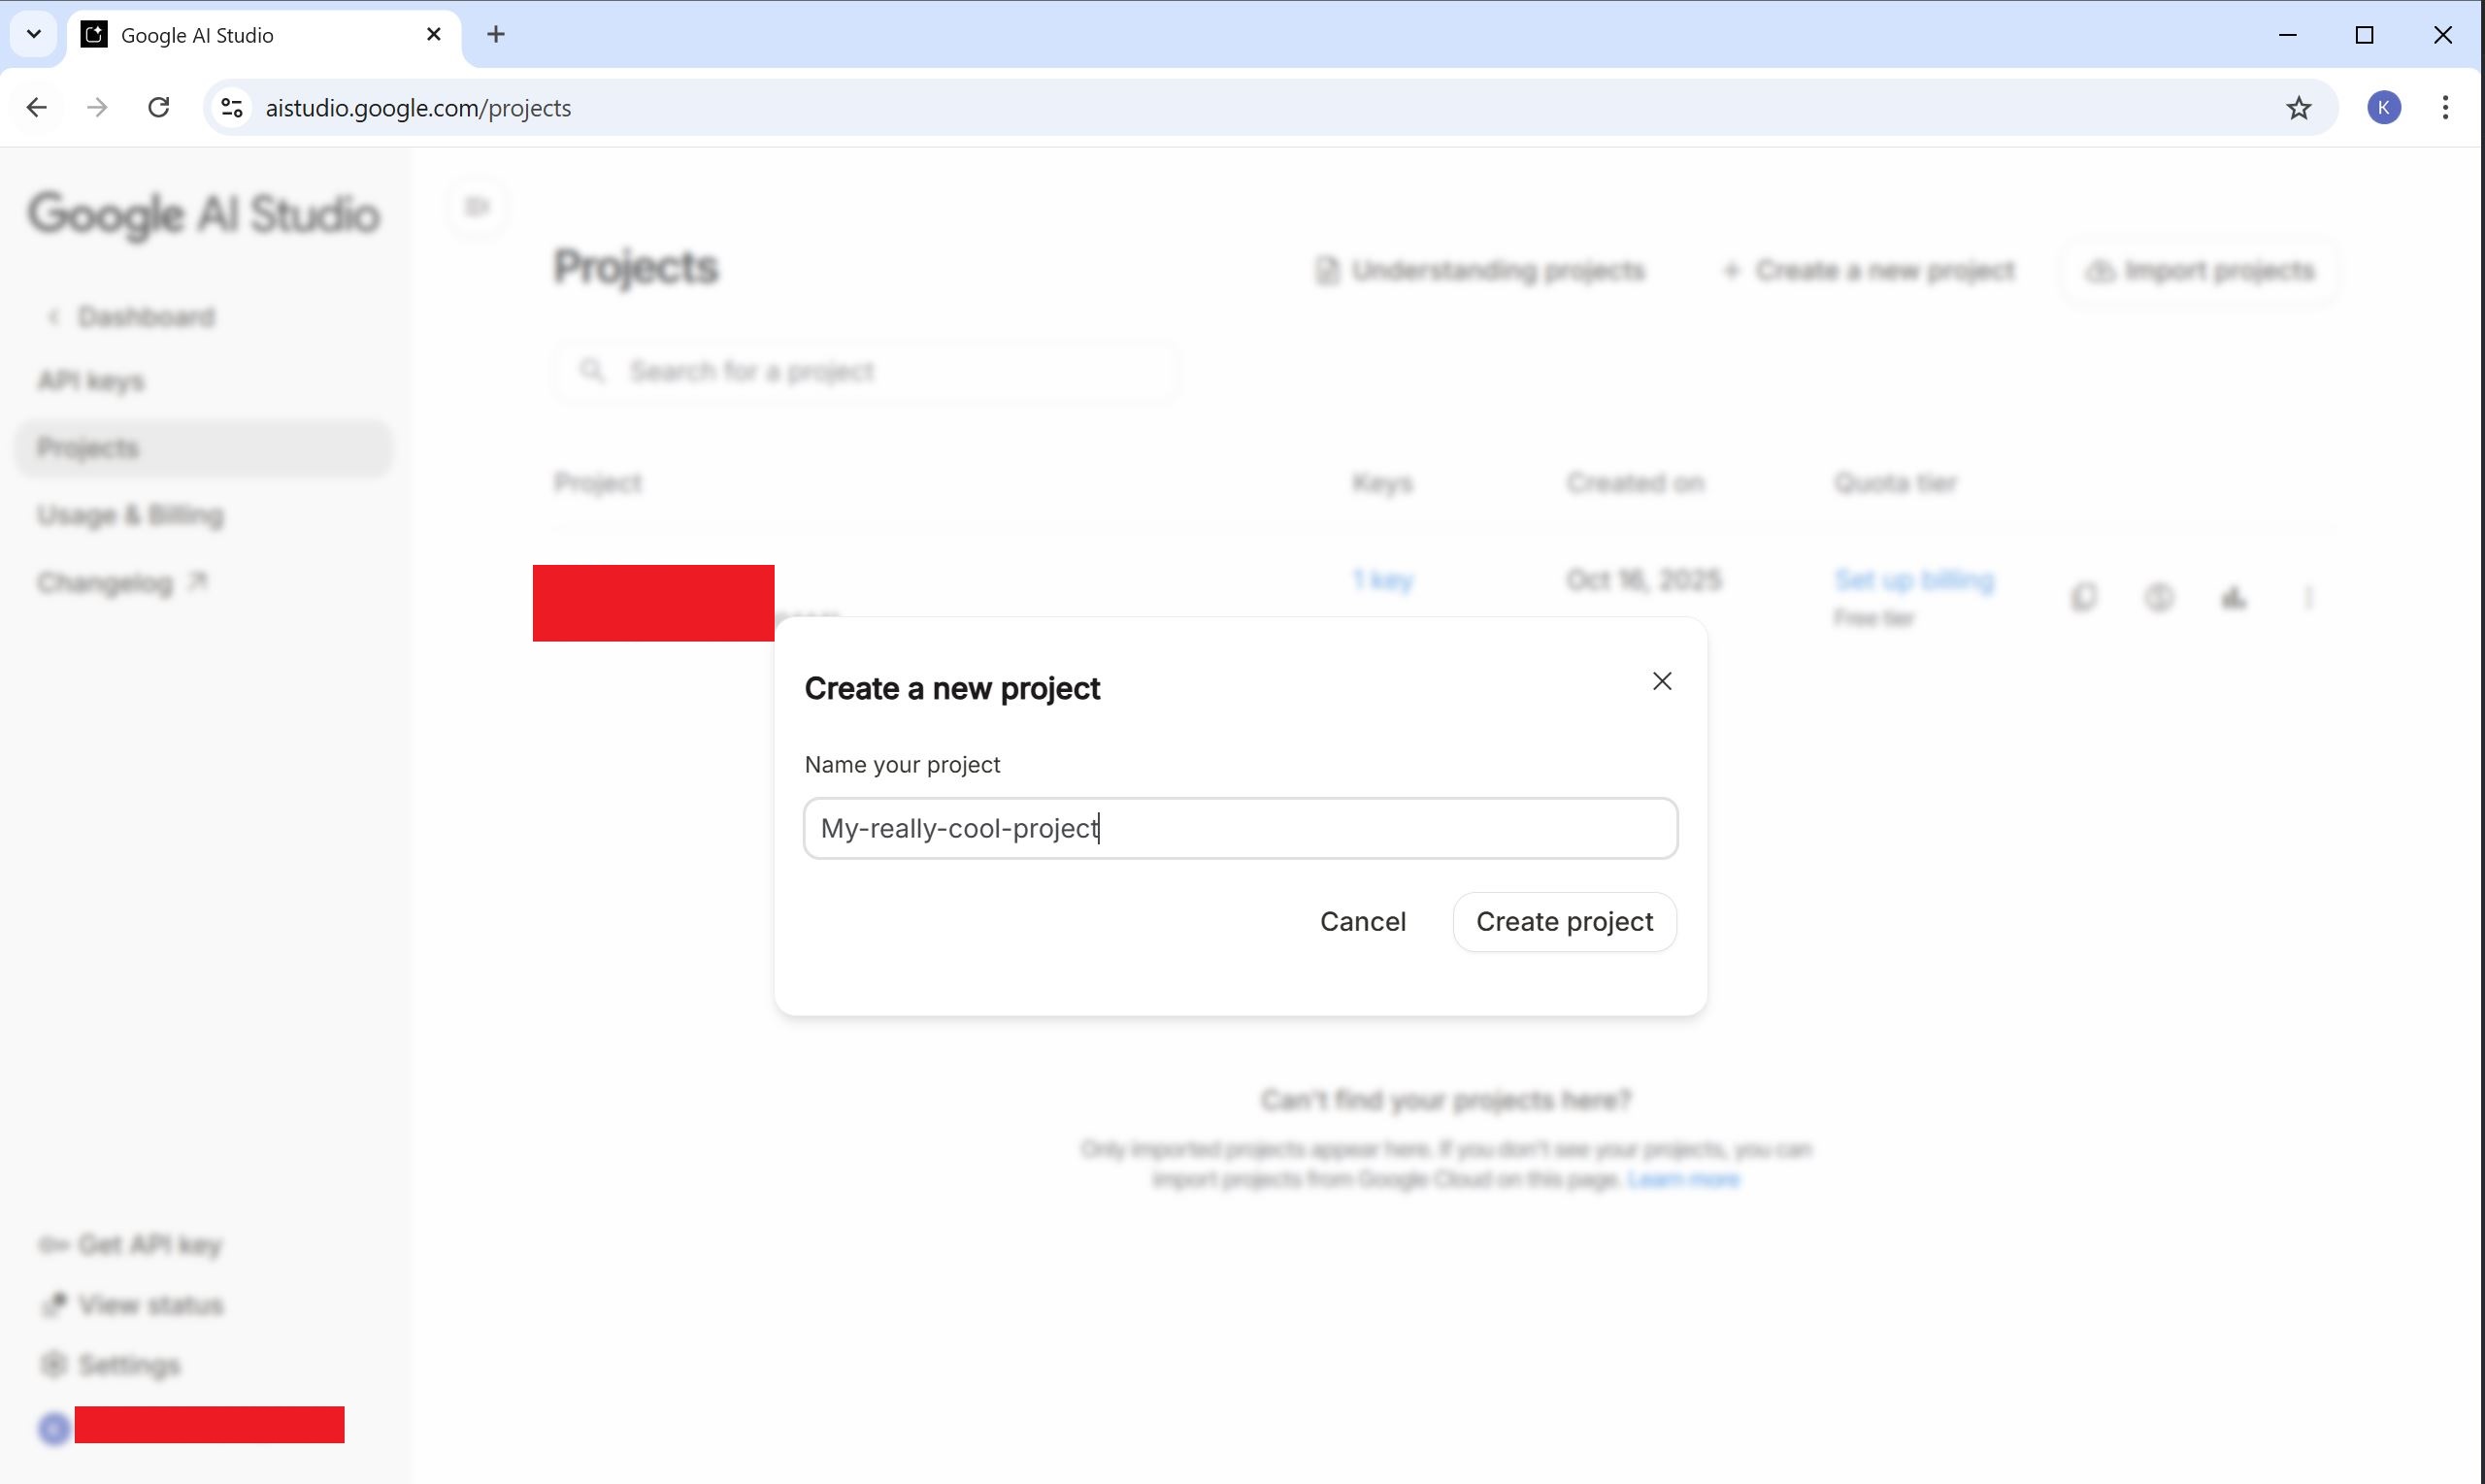 Google AI Studio
aistudio.google.com/projects
K
Google AI Studio
Dashboard
API keys
Projects
Usage & Billing
Changelog
Projects
Understanding projects
+ Create a new project
Import projects
Search for a project
Project Keys Created on Quota tier
1 key Oct 16, 2025 Set up billing
Free tier
Create a new project
Name your project
My-really-cool-project
Cancel Create project
Can't find your projects here?
Only imported projects appear here. If you don't see your projects, you can
import projects from Google Cloud on this page. Learn more
Get API key
View status
Settings